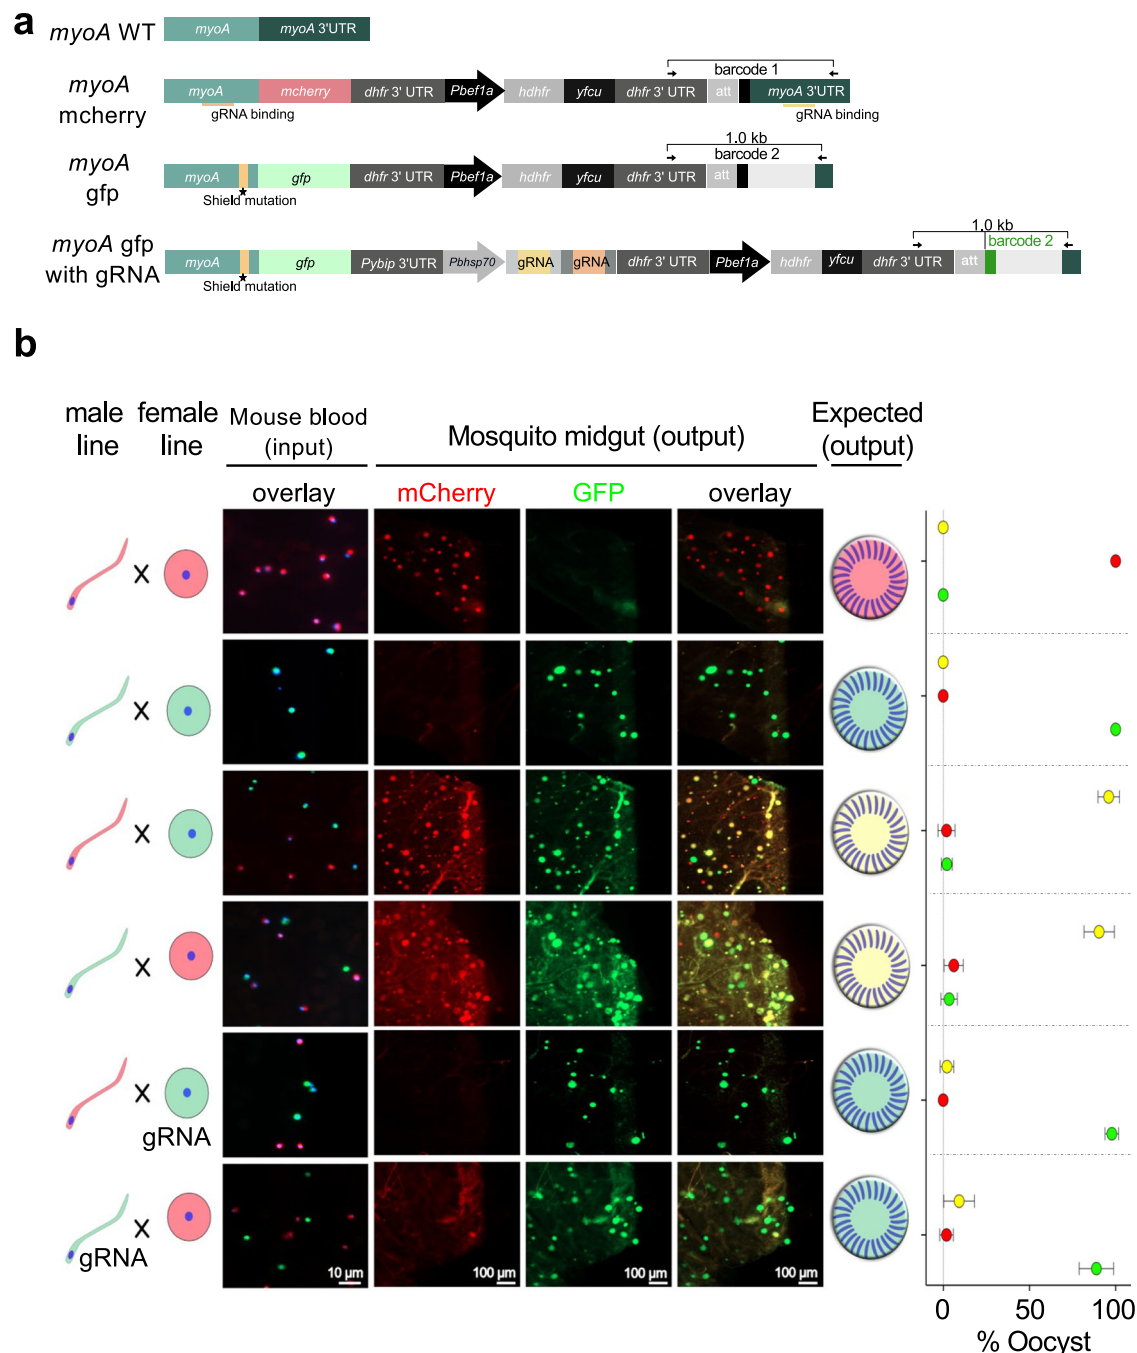 a
myoA WT
myoA
myoA 3'UTR
myoA
mcherry
barcode 1
myoA
mcherry
dhfr 3' UTR
Pbef1a
hdhfr
yfcu
dhfr 3' UTR
att
myoA 3'UTR
gRNA binding
gRNA binding
myoA
gfp
1.0 kb
barcode 2
myoA
gfp
dhfr 3' UTR
Pbef1a
hdhfr
yfcu
dhfr 3' UTR
att
Shield mutation
myoA gfp
with gRNA
1.0 kb
barcode 2
myoA
gfp
Pybip 3'UTR
Pbhsp70
gRNA
gRNA
dhfr 3' UTR
Pbef1a
hdhfr
yfcu
dhfr 3' UTR
att
Shield mutation
b
male
line
female
line
Mouse blood
(input)
Mosquito midgut (output)
Expected
(output)
overlay
mCherry
GFP
overlay
X
X
X
X
X
gRNA
X
gRNA
10 µm
100 µm
100 µm
100 µm
0
50
100
% Oocyst